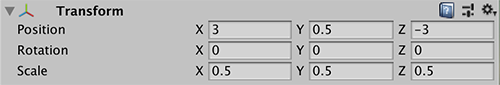 Transform
Position X 3 Y 0.5 Z -3
Rotation X 0 Y 0 Z 0
Scale X 0.5 Y 0.5 Z 0.5